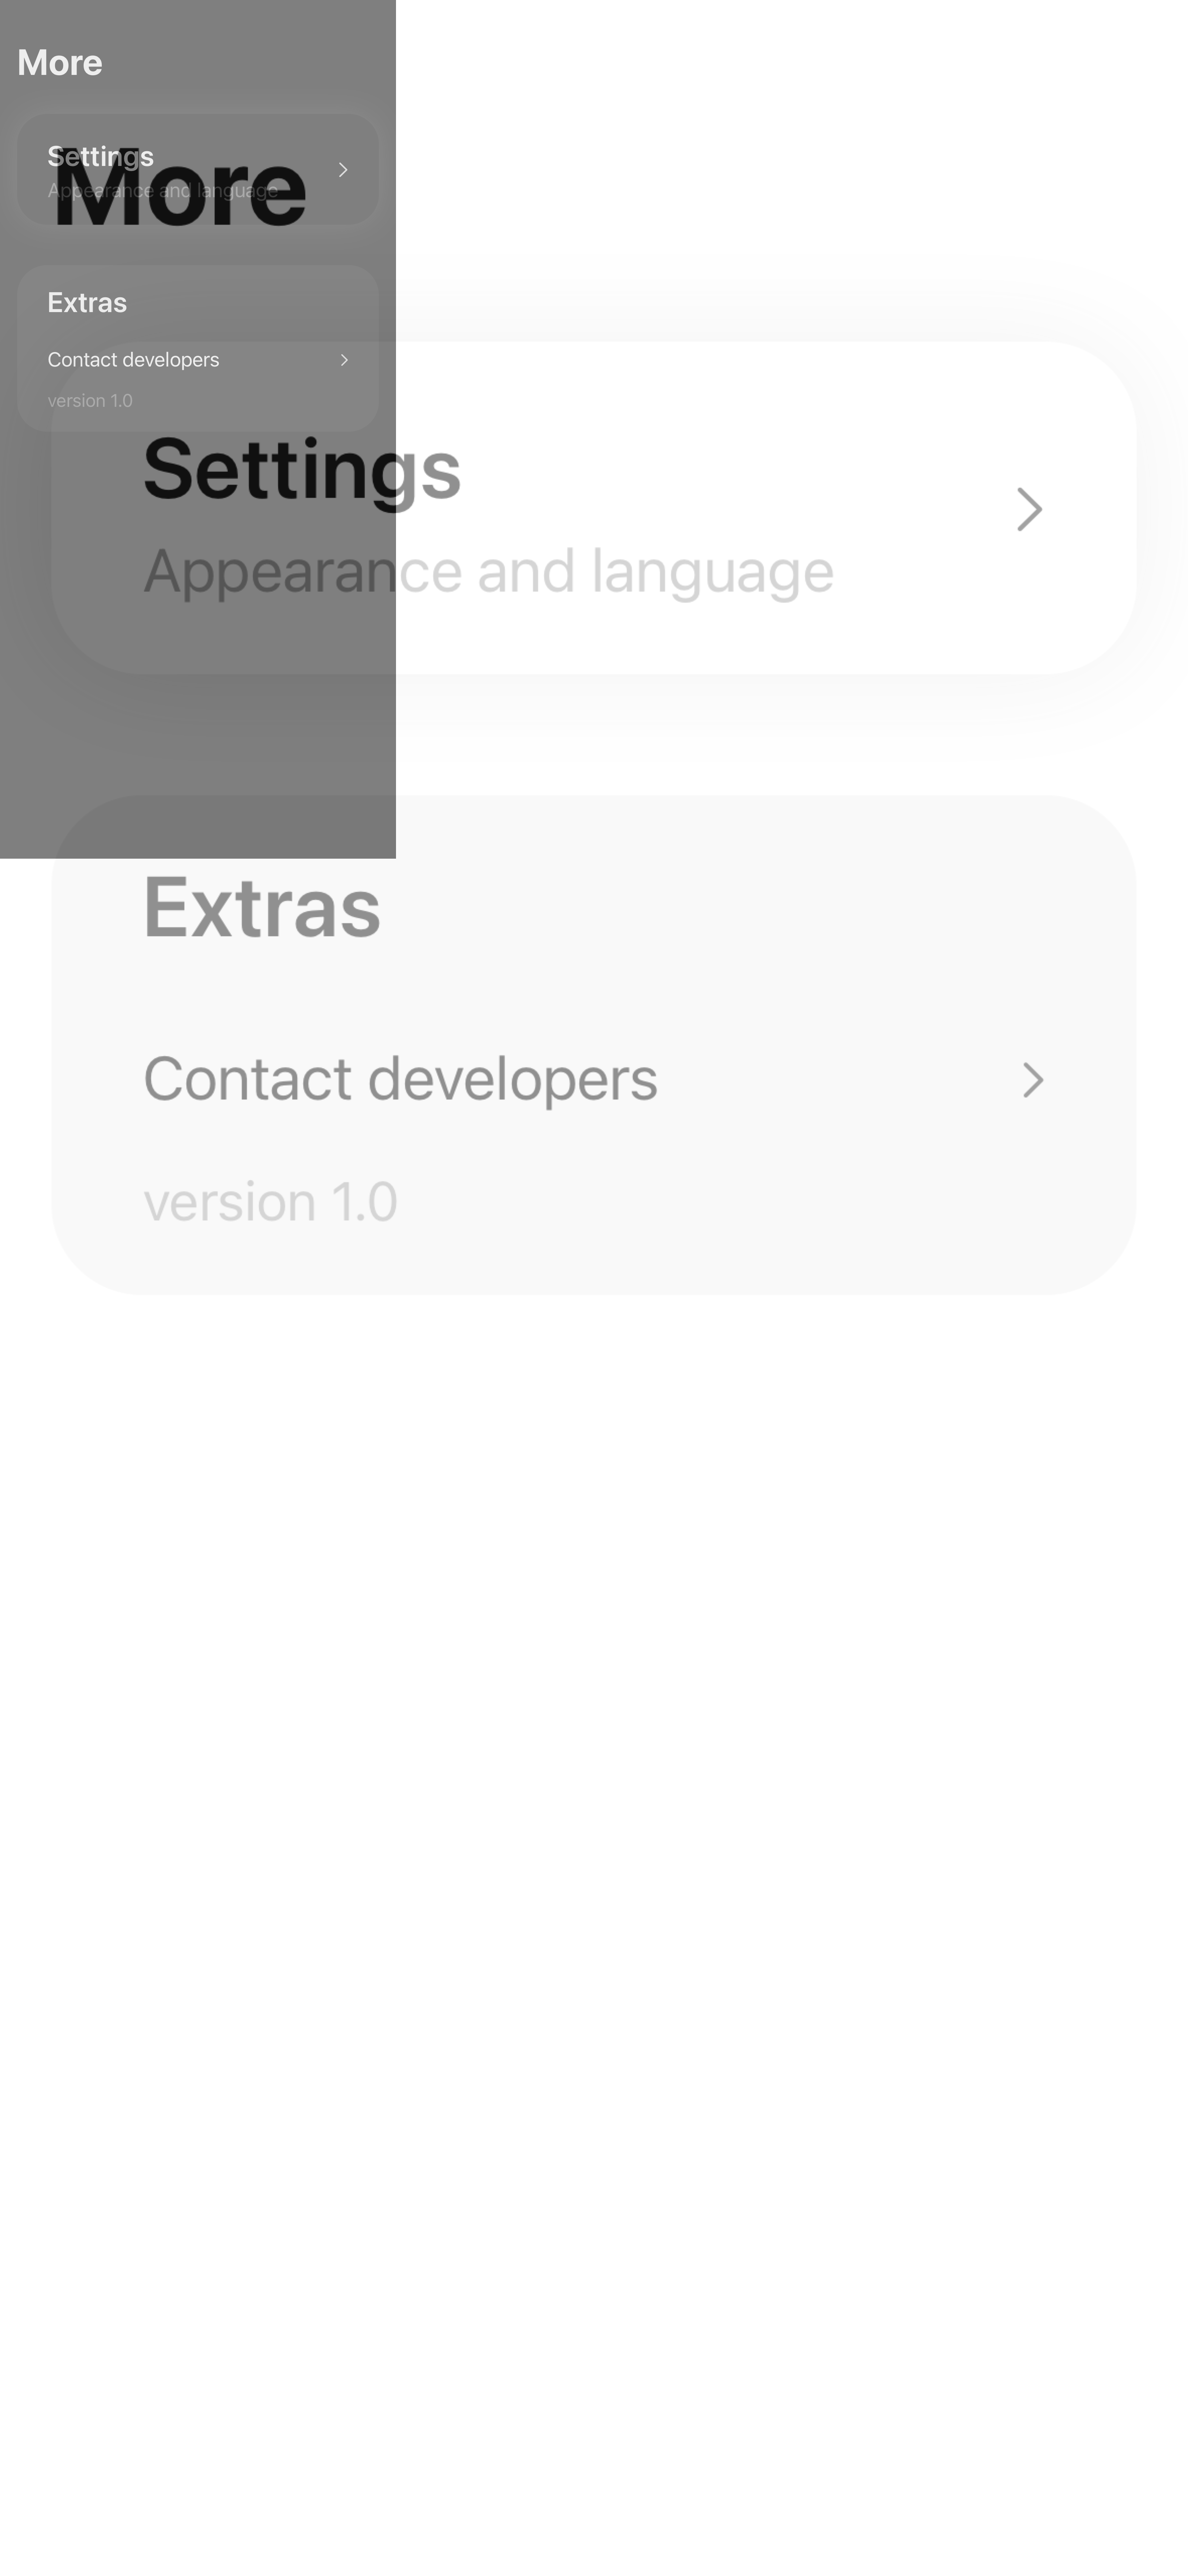 More
Settings
Appearance and language
Extras
Contact developers
version 1.0
More
Settings
Appearance and language
Extras
Contact developers
version 1.0